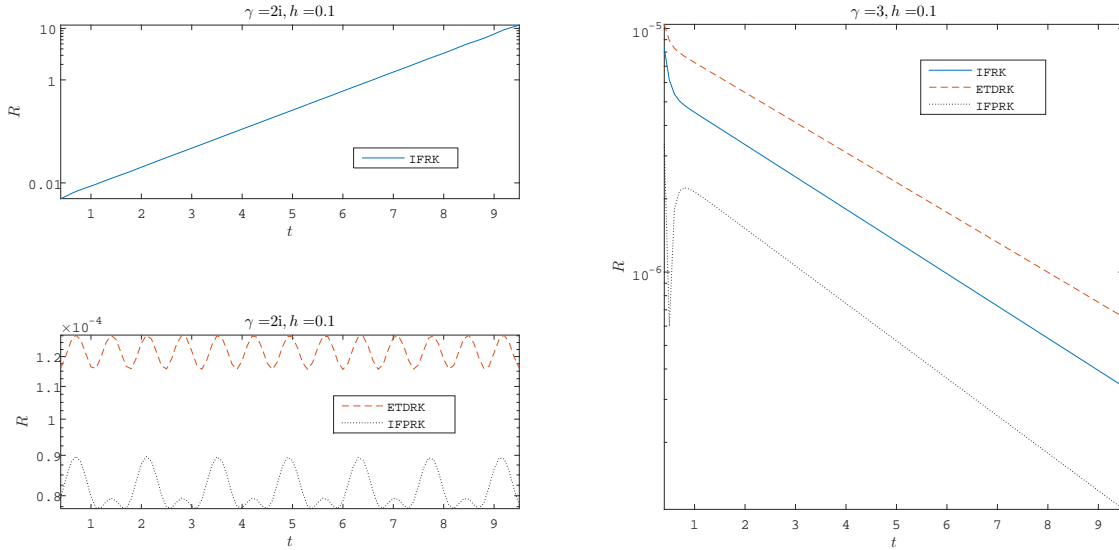 γ =2i, h =0.1
10
1
0.01
R
IFRK
1 2 3 4 5 6 7 8 9
t
γ =2i, h =0.1
×10⁻⁴
1.2
1.1
1
0.9
0.8
R
ETDRK
IFPRK
1 2 3 4 5 6 7 8 9
t
γ =3, h =0.1
10⁻⁵
10⁻⁶
R
IFRK
ETDRK
IFPRK
1 2 3 4 5 6 7 8 9
t